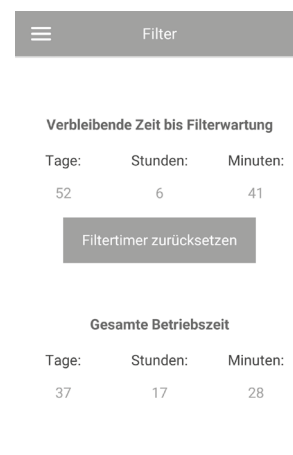 Filter
Verbleibende Zeit bis Filterwartung
Tage: Stunden: Minuten:
52 6 41
Filtertimer zurücksetzen
Gesamte Betriebszeit
Tage: Stunden: Minuten:
37 17 28